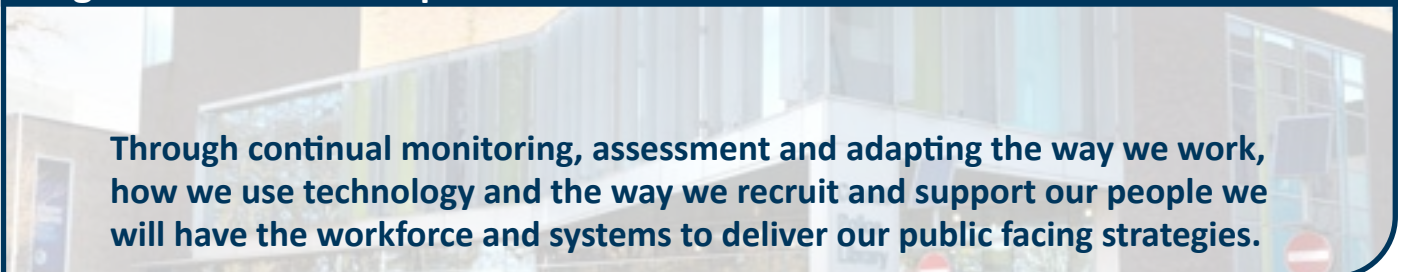 Through continual monitoring, assessment and adapting the way we work,
how we use technology and the way we recruit and support our people we
will have the workforce and systems to deliver our public facing strategies.
Library